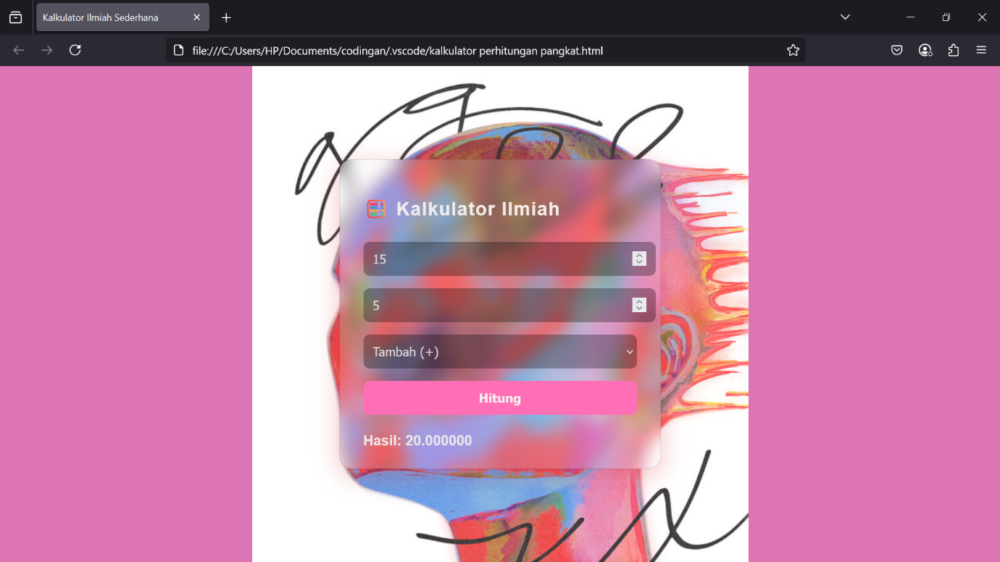 Kalkulator Ilmiah Sederhana
file:///C:/Users/HP/Documents/codingan/.vscode/kalkulator perhitungan pangkat.html
Kalkulator Ilmiah
15
5
Tambah (+)
Hitung
Hasil: 20.000000